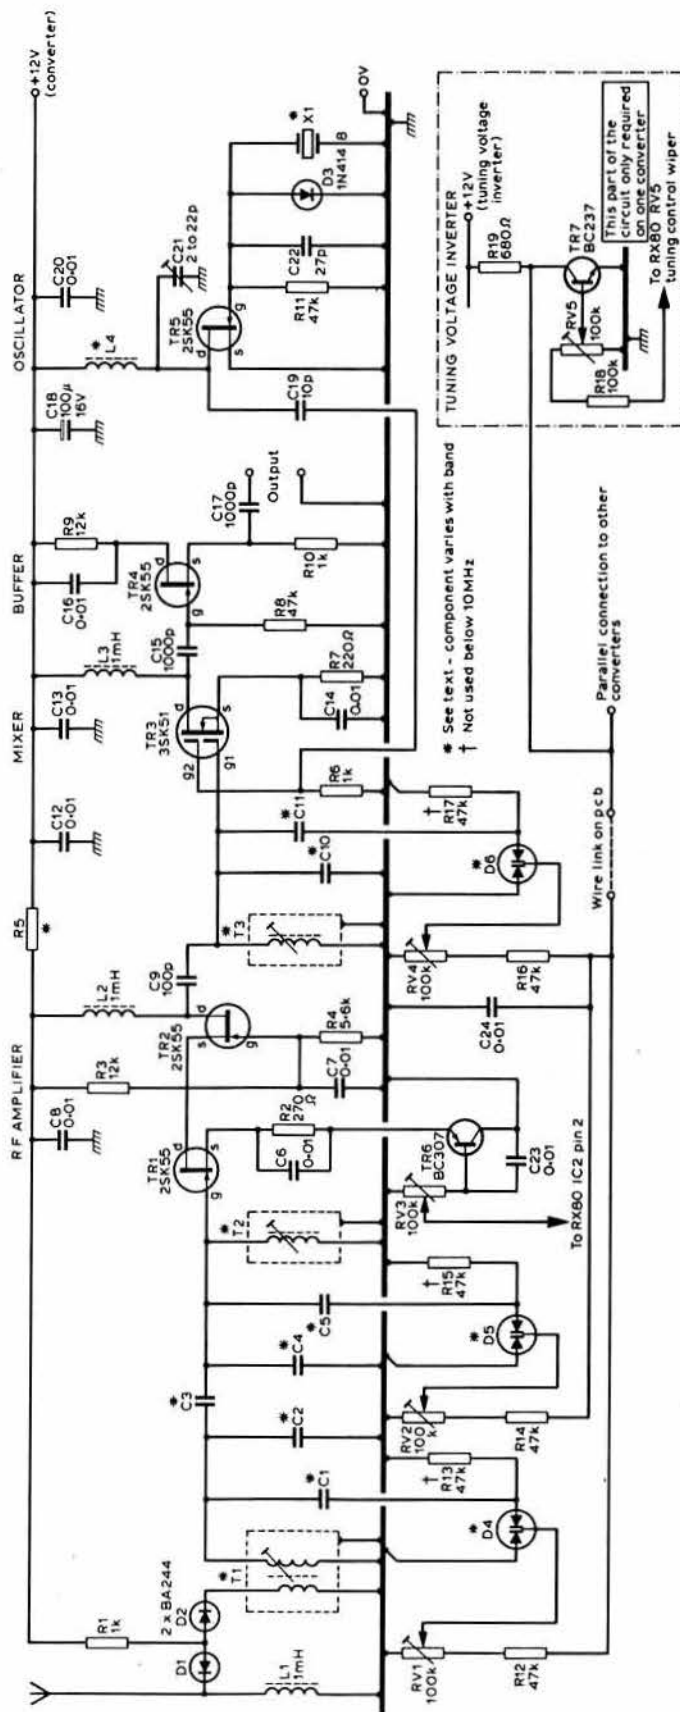 RF AMPLIFIER
MIXER
BUFFER
OSCILLATOR
+12V
(converter)
R1
1k
2 x BA244
D1
D2
L1
1mH
* T1
C1 *
C2 *
* C3
C4 *
C5
*
* T2
C8
0·01
R3
12k
TR1
2SK55
d
s
g
R2
270
Ω
C6
0·01
TR2
2SK55
s
d
g
L2
1mH
R4
5·6k
C7
0·01
C9
100p
R5
*
C12
0·01
C13
0·01
* T3
C10
*
C11
*
L3
1mH
TR3
3SK51
d
s
g2
g1
R6
1k
R7
220Ω
C14
0·01
C15
1000p
C16
0·01
R9
12k
TR4
2SK55
d
s
g
R8
47k
R10
1k
C17
1000p
Output
C18
100µ
16V
C20
0·01
* L4
C21
2 to 22p
TR5
2SK55
d
s
g
C19
10p
R11
47k
C22
27p
D3
1N4148
*
X1
0V
RV1
100k
R12
47k
* D4
†
R13
47k
RV2
100k
R14
47k
* D5
†
R15
47k
RV3
100k
TR6
BC307
C23
0·01
To RX80 IC2 pin 2
C24
0·01
RV4
100k
R16
47k
* D6
†
R17
47k
* See text - component varies with band
† Not used below 10MHz
Wire link on pcb
Parallel connection to other
converters
TUNING VOLTAGE INVERTER
+12V
(tuning voltage
inverter)
R19
680Ω
TR7
BC237
RV5
100k
R18
100k
This part of the
circuit only required
on one converter
To RX80 RV5
tuning control wiper